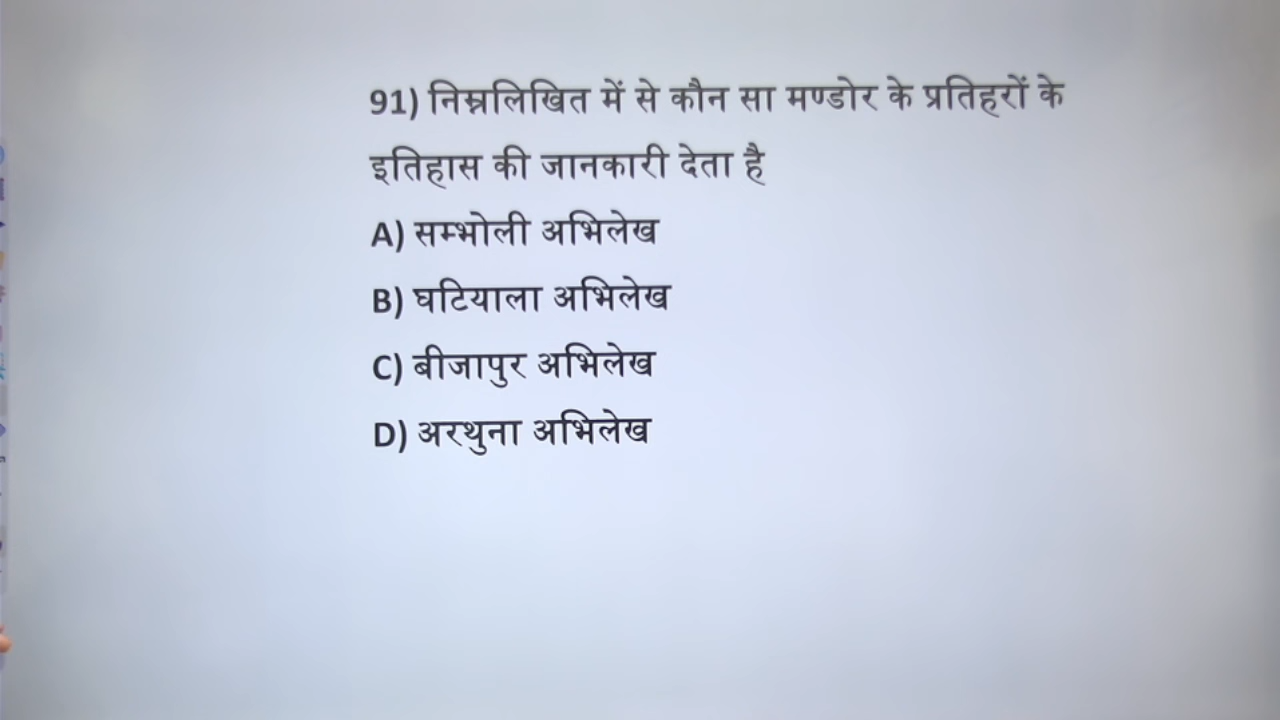 91) निम्नलिखित में से कौन सा मण्डोर के प्रतिहरों के
इतिहास की जानकारी देता है
A) सम्भोली अभिलेख
B) घटियाला अभिलेख
C) बीजापुर अभिलेख
D) अरथुना अभिलेख